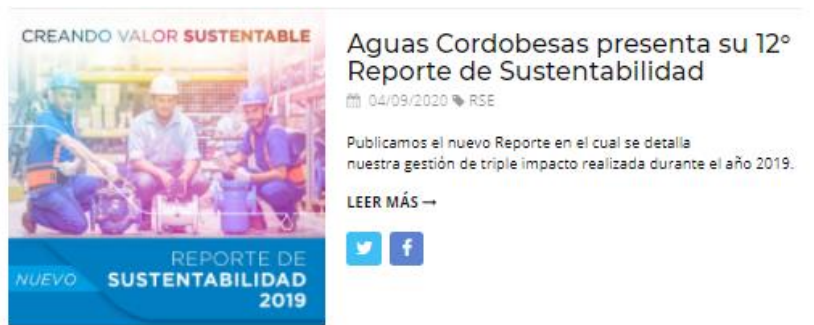 CREANDO VALOR SUSTENTABLE
NUEVO
REPORTE DE
SUSTENTABILIDAD
2019
Aguas Cordobesas presenta su 12°
Reporte de Sustentabilidad
04/09/2020 RSE
Publicamos el nuevo Reporte en el cual se detalla
nuestra gestión de triple impacto realizada durante el año 2019.
LEER MÁS →